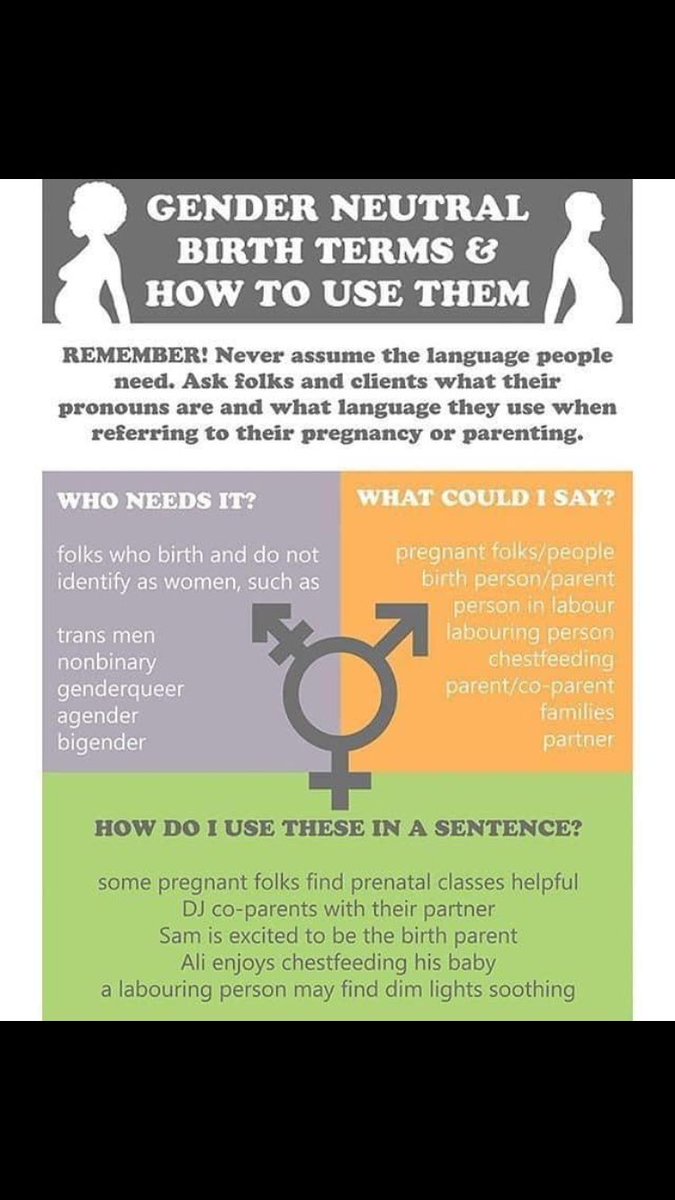 GENDER NEUTRAL
BIRTH TERMS &
HOW TO USE THEM
REMEMBER! Never assume the language people
need. Ask folks and clients what their
pronouns are and what language they use when
referring to their pregnancy or parenting.
WHO NEEDS IT?
folks who birth and do not
identify as women, such as
trans men
nonbinary
genderqueer
agender
bigender
WHAT COULD I SAY?
pregnant folks/people
birth person/parent
person in labour
labouring person
chestfeeding
parent/co-parent
families
partner
HOW DO I USE THESE IN A SENTENCE?
some pregnant folks find prenatal classes helpful
DJ co-parents with their partner
Sam is excited to be the birth parent
Ali enjoys chestfeeding his baby
a labouring person may find dim lights soothing